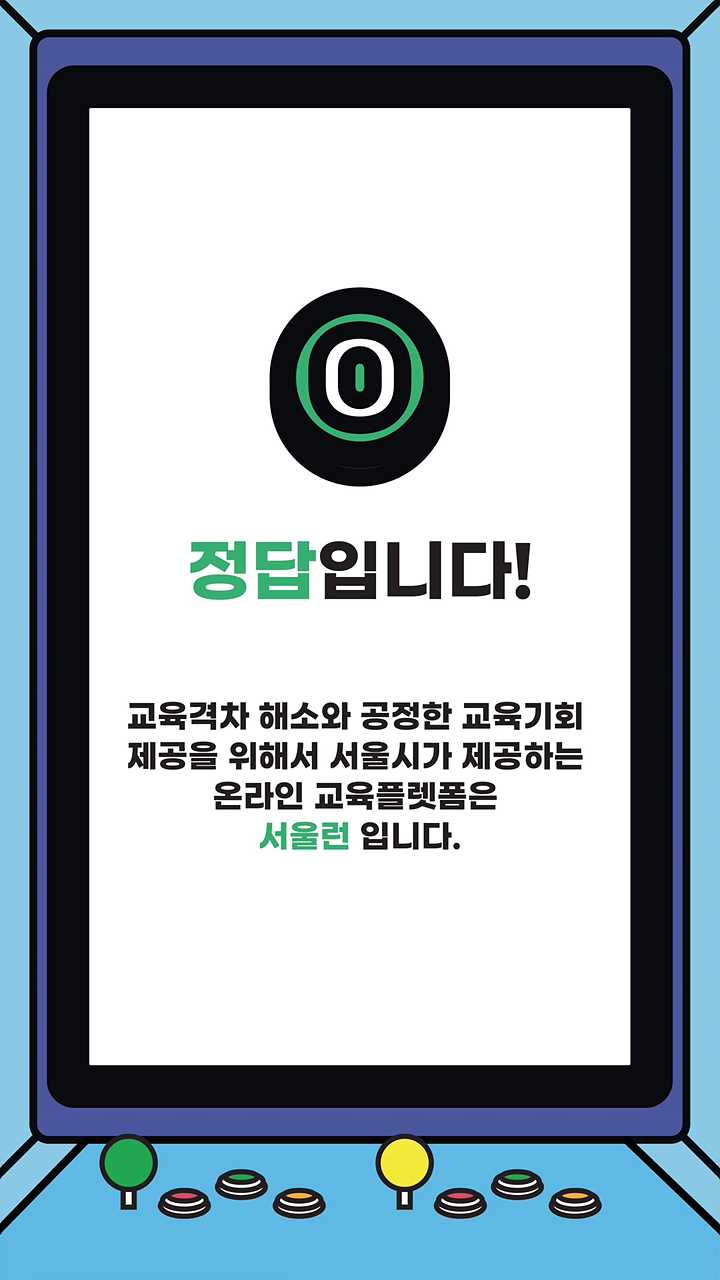 정답입니다!
교육격차 해소와 공정한 교육기회
제공을 위해서 서울시가 제공하는
온라인 교육플렛폼은
서울런 입니다.